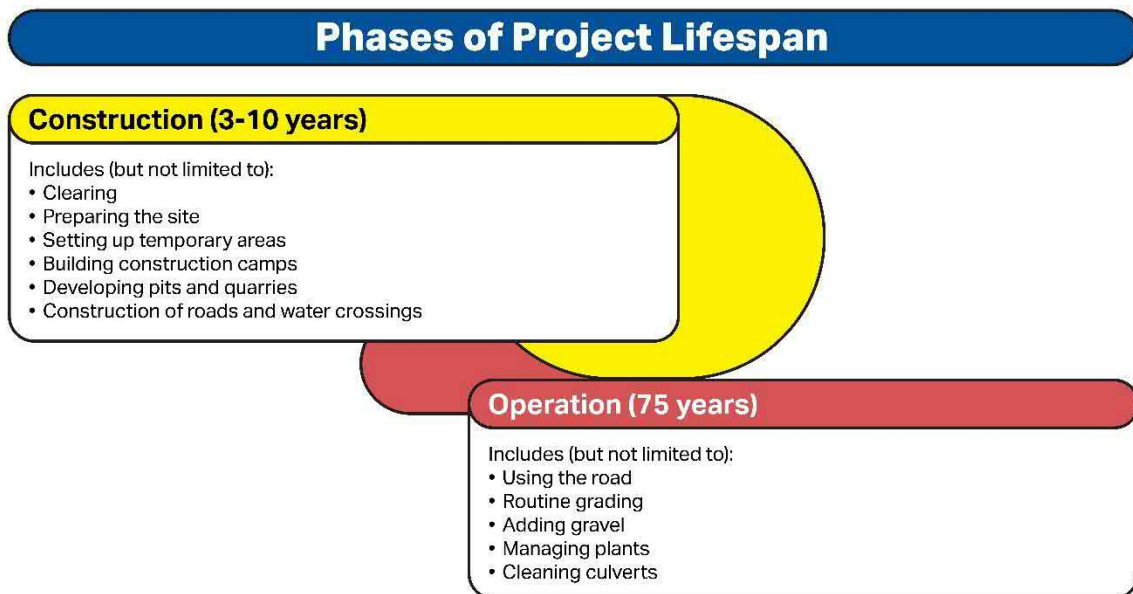 Phases of Project Lifespan
Construction (3-10 years)
Includes (but not limited to):
• Clearing
• Preparing the site
• Setting up temporary areas
• Building construction camps
• Developing pits and quarries
• Construction of roads and water crossings
Operation (75 years)
Includes (but not limited to):
• Using the road
• Routine grading
• Adding gravel
• Managing plants
• Cleaning culverts